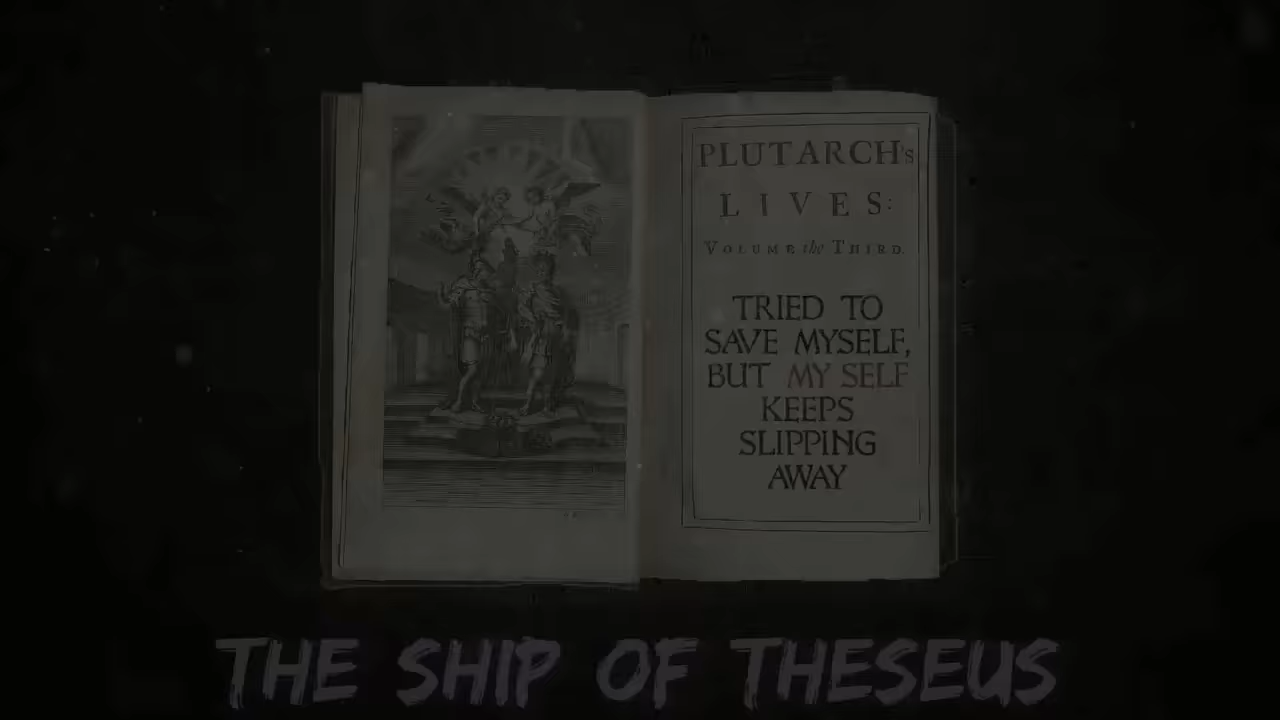 PLUTARCH's
LIVES:
VOLUME the THIRD.
TRIED TO
SAVE MYSELF,
BUT MY SELF
KEEPS
SLIPPING
AWAY
THE SHIP OF THESEUS